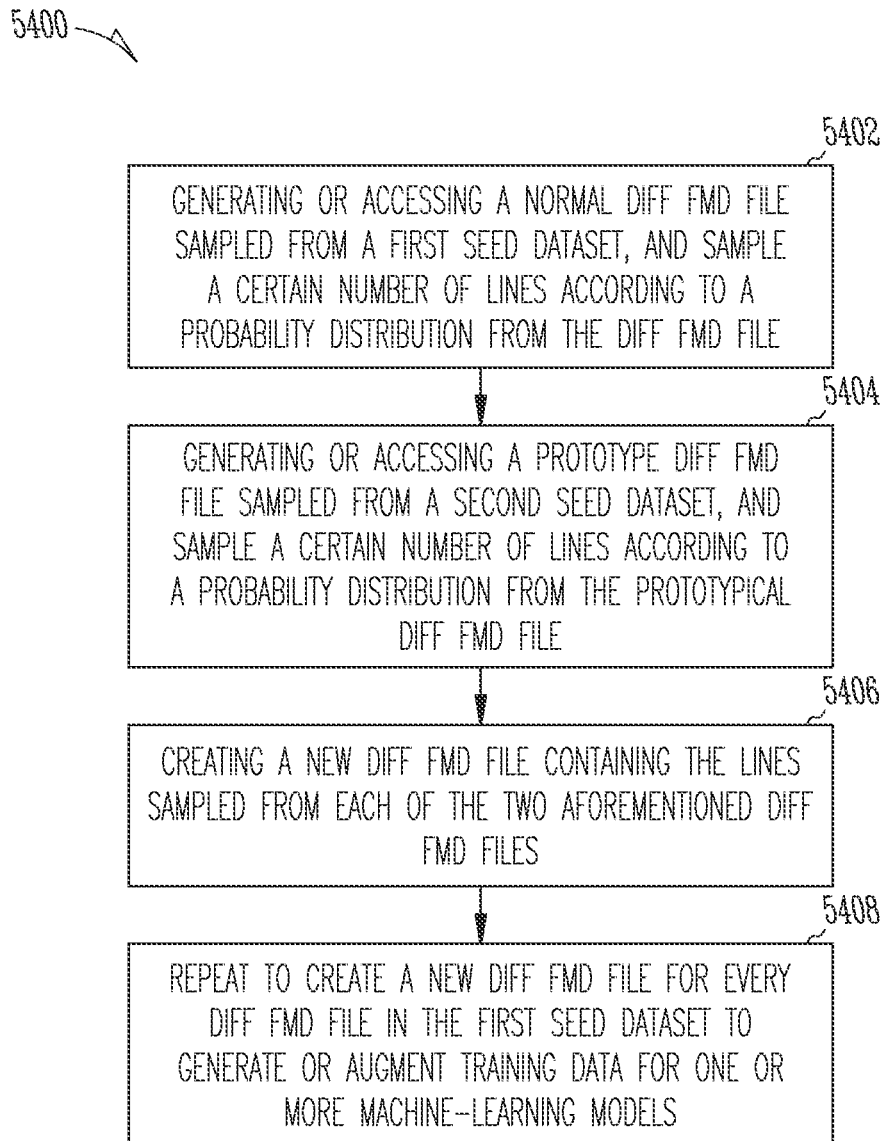 5400
5402
GENERATING OR ACCESSING A NORMAL DIFF FMD FILE
SAMPLED FROM A FIRST SEED DATASET, AND SAMPLE
A CERTAIN NUMBER OF LINES ACCORDING TO A
PROBABILITY DISTRIBUTION FROM THE DIFF FMD FILE
5404
GENERATING OR ACCESSING A PROTOTYPE DIFF FMD
FILE SAMPLED FROM A SECOND SEED DATASET, AND
SAMPLE A CERTAIN NUMBER OF LINES ACCORDING TO
A PROBABILITY DISTRIBUTION FROM THE PROTOTYPICAL
DIFF FMD FILE
5406
CREATING A NEW DIFF FMD FILE CONTAINING THE LINES
SAMPLED FROM EACH OF THE TWO AFOREMENTIONED DIFF
FMD FILES
5408
REPEAT TO CREATE A NEW DIFF FMD FILE FOR EVERY
DIFF FMD FILE IN THE FIRST SEED DATASET TO
GENERATE OR AUGMENT TRAINING DATA FOR ONE OR
MORE MACHINE-LEARNING MODELS